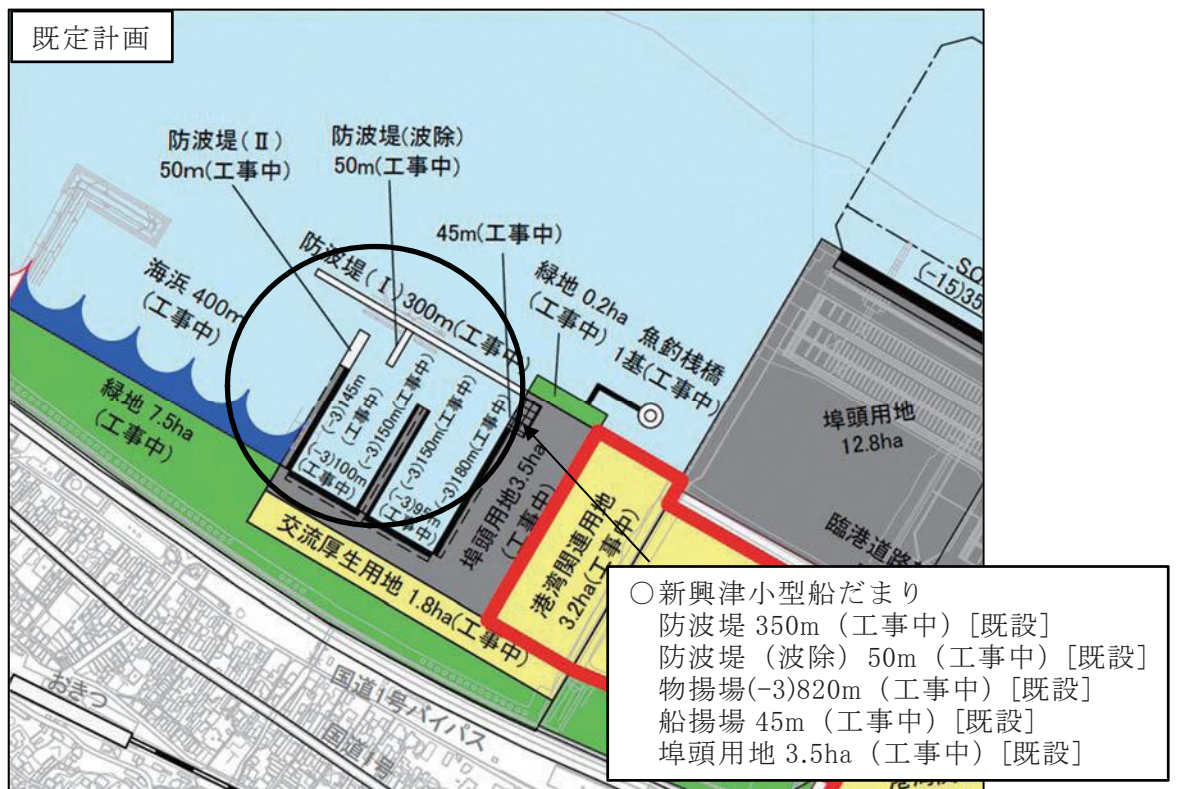 既定計画
防波堤(Ⅱ)
50m(工事中)
防波堤(波除)
50m(工事中)
45m(工事中)
防波堤(Ⅰ)300m(工事中)
海浜 400m
(工事中)
緑地 0.2ha
(工事中)
魚釣桟橋
1基(工事中)
緑地 7.5ha
(工事中)
(-3)145m
(工事中)
(-3)100m
(工事中)
(-3)150m(工事中)
(-3)150m(工事中)
(-3)95m
(工事中)
(-3)180m(工事中)
埠頭用地3.5ha
(工事中)
交流厚生用地 1.8ha(工事中)
港湾関連用地
3.2ha(工事中)
埠頭用地
12.8ha
臨港道路
(-15)35
国道1号バイパス
国道1号
おきつ
○新興津小型船だまり
防波堤 350m（工事中）[既設]
防波堤（波除）50m（工事中）[既設]
物揚場(-3)820m（工事中）[既設]
船揚場 45m（工事中）[既設]
埠頭用地 3.5ha（工事中）[既設]